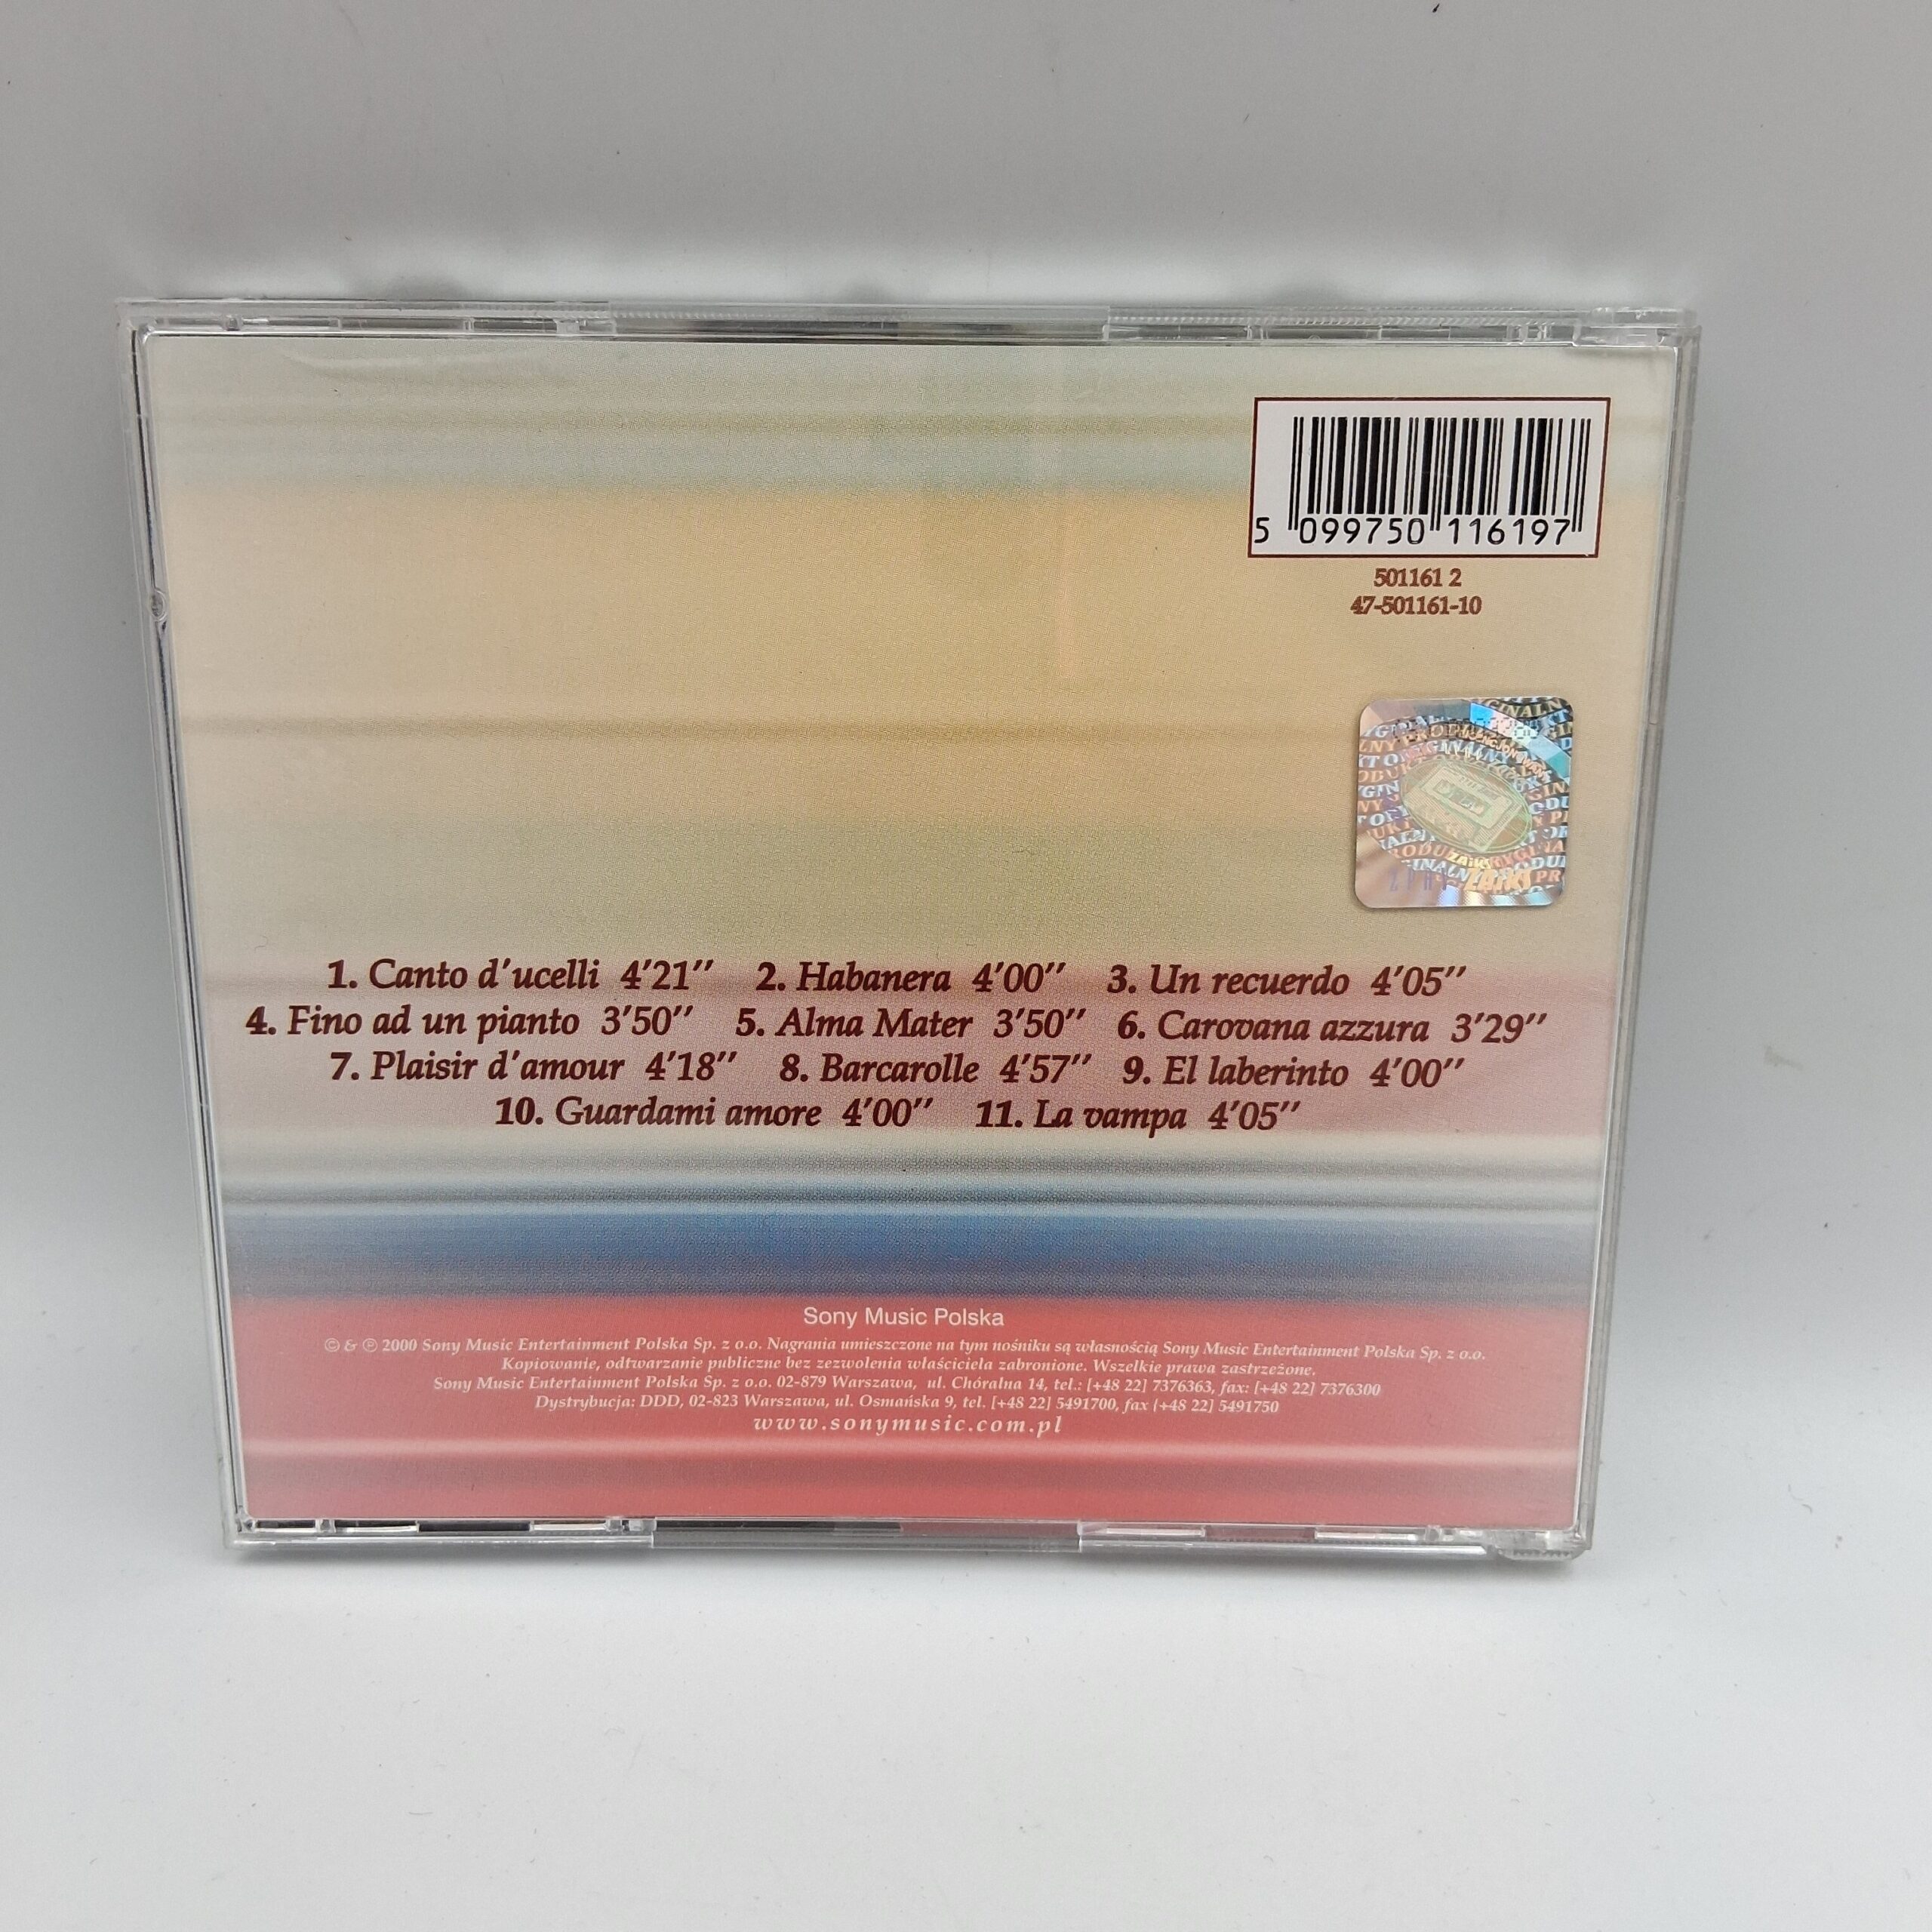 5 099750 116197
501161 2
47-501161-10
ZAiKS
1. Canto d'ucelli 4'21'' 2. Habanera 4'00'' 3. Un recuerdo 4'05''
4. Fino ad un pianto 3'50'' 5. Alma Mater 3'50'' 6. Carovana azzura 3'29''
7. Plaisir d'amour 4'18'' 8. Barcarolle 4'57'' 9. El laberinto 4'00''
10. Guardami amore 4'00'' 11. La vampa 4'05''
Sony Music Polska
© & ℗ 2000 Sony Music Entertainment Polska Sp. z o.o. Nagrania umieszczone na tym nośniku są własnością Sony Music Entertainment Polska Sp. z o.o.
Kopiowanie, odtwarzanie publiczne bez zezwolenia właściciela zabronione. Wszelkie prawa zastrzeżone.
Sony Music Entertainment Polska Sp. z o.o. 02-879 Warszawa, ul. Chóralna 14, tel.: [+48 22] 7376363, fax: [+48 22] 7376300
Dystrybucja: DDD, 02-823 Warszawa, ul. Osmańska 9, tel. [+48 22] 5491700, fax [+48 22] 5491750
www.sonymusic.com.pl